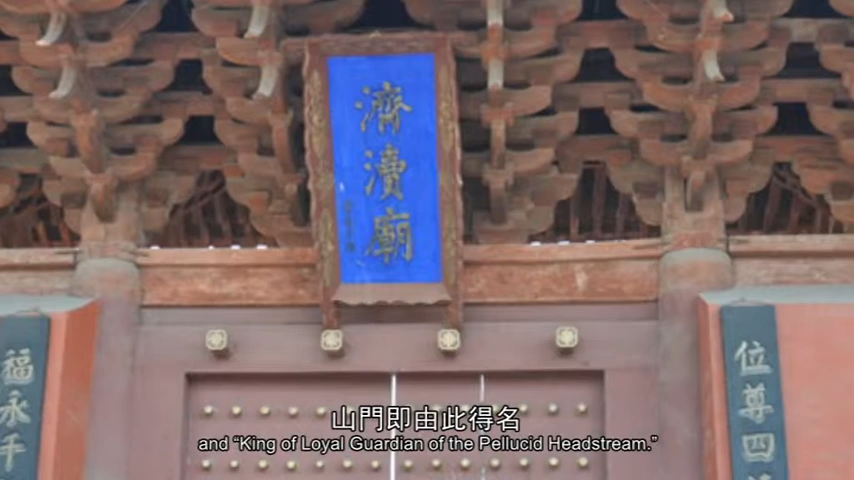 濟瀆廟
福永千
位尊四
山門即由此得名
and “King of Loyal Guardian of the Pellucid Headstream.”